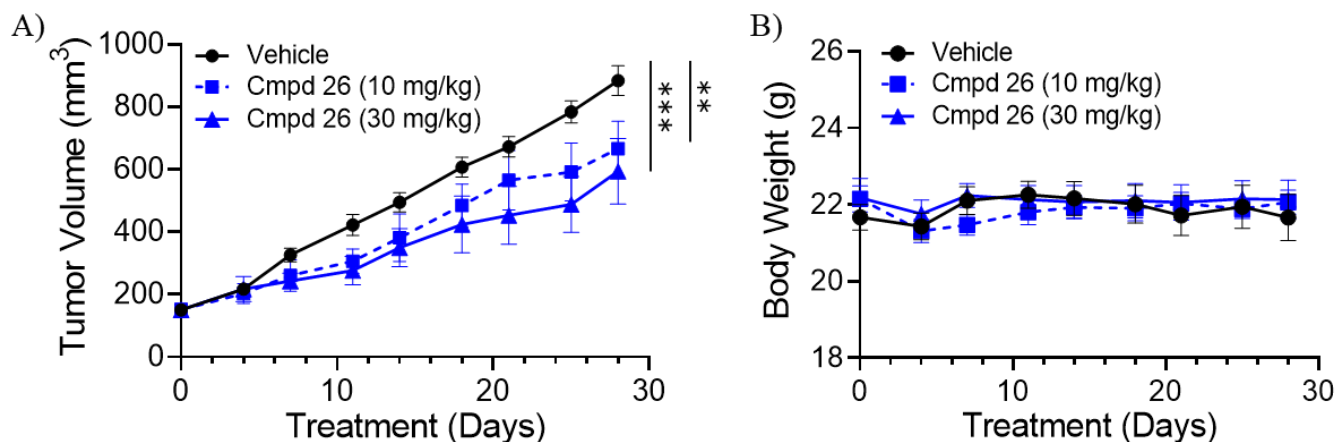 A)
Tumor Volume (mm³)
1000
800
600
400
200
0
Vehicle
Cmpd 26 (10 mg/kg)
Cmpd 26 (30 mg/kg)
***
**
0
10
20
30
Treatment (Days)
B)
Body Weight (g)
26
24
22
20
18
Vehicle
Cmpd 26 (10 mg/kg)
Cmpd 26 (30 mg/kg)
0
10
20
30
Treatment (Days)